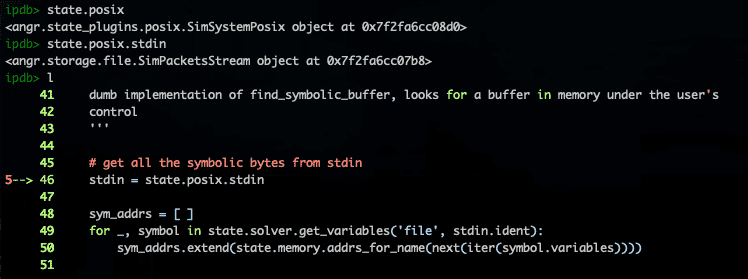 ipdb> state.posix
<angr.state_plugins.posix.SimSystemPosix object at 0x7f2fa6cc08d0>
ipdb> state.posix.stdin
<angr.storage.file.SimPacketsStream object at 0x7f2fa6cc07b8>
ipdb> l
41 dumb implementation of find_symbolic_buffer, looks for a buffer in memory under the user's
42 control
43 '''
44
45 # get all the symbolic bytes from stdin
5--> 46 stdin = state.posix.stdin
47
48 sym_addrs = [ ]
49 for _, symbol in state.solver.get_variables('file', stdin.ident):
50 sym_addrs.extend(state.memory.addrs_for_name(next(iter(symbol.variables))))
51